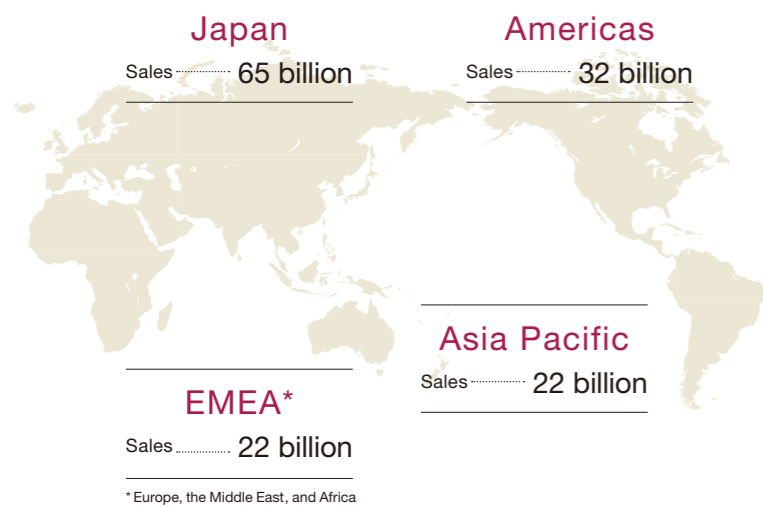 Japan
Sales 65 billion
Americas
Sales 32 billion
Asia Pacific
Sales 22 billion
EMEA*
Sales 22 billion
* Europe, the Middle East, and Africa